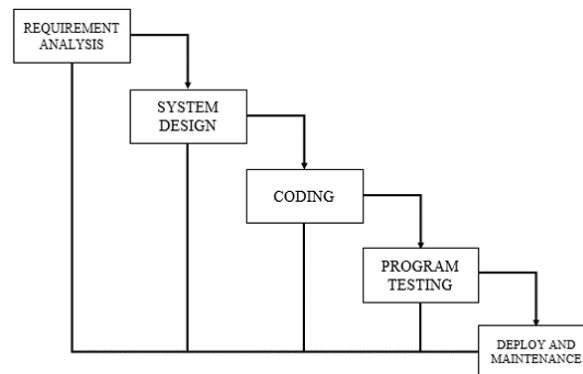 REQUIREMENT
ANALYSIS
SYSTEM
DESIGN
CODING
PROGRAM
TESTING
DEPLOY AND
MAINTENANCE